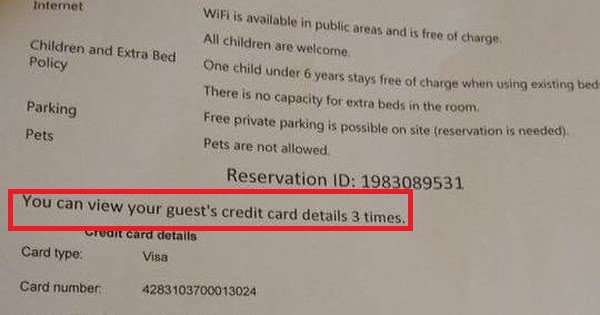 Internet
WiFi is available in public areas and is free of charge.
Children and Extra Bed
Policy
All children are welcome.
One child under 6 years stays free of charge when using existing beds
There is no capacity for extra beds in the room.
Parking
Free private parking is possible on site (reservation is needed).
Pets
Pets are not allowed.
Reservation ID: 1983089531
You can view your guest's credit card details 3 times.
Credit card details
Card type: Visa
Card number: 4283103700013024